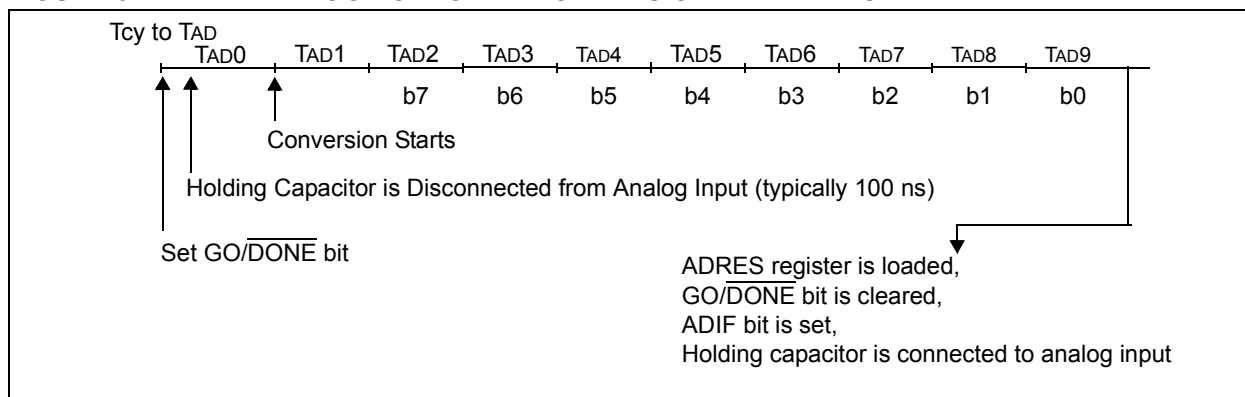 Tcy to TAD
TAD0 TAD1 TAD2 TAD3 TAD4 TAD5 TAD6 TAD7 TAD8 TAD9
b7 b6 b5 b4 b3 b2 b1 b0
Conversion Starts
Holding Capacitor is Disconnected from Analog Input (typically 100 ns)
Set GO/DONE bit
ADRES register is loaded,
GO/DONE bit is cleared,
ADIF bit is set,
Holding capacitor is connected to analog input